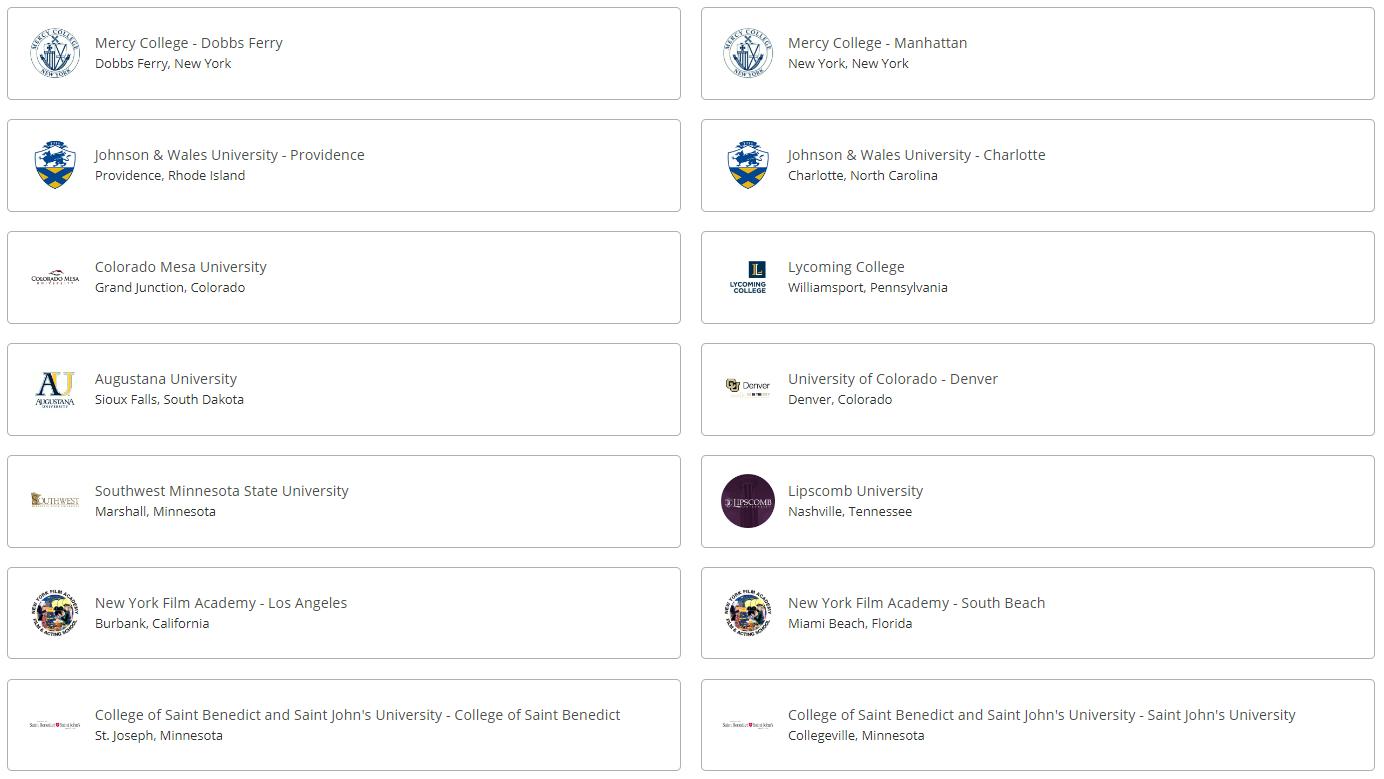 MERCY COLLEGE
NEW YORK
Mercy College - Dobbs Ferry
Dobbs Ferry, New York
MERCY COLLEGE
NEW YORK
Mercy College - Manhattan
New York, New York
Johnson & Wales University - Providence
Providence, Rhode Island
Johnson & Wales University - Charlotte
Charlotte, North Carolina
COLORADO MESA
UNIVERSITY
Colorado Mesa University
Grand Junction, Colorado
L
LYCOMING
COLLEGE
Lycoming College
Williamsport, Pennsylvania
AU
AUGUSTANA
UNIVERSITY
Augustana University
Sioux Falls, South Dakota
CU Denver
University of Colorado - Denver
Denver, Colorado
SOUTHWEST
Southwest Minnesota State University
Marshall, Minnesota
LIPSCOMB
Lipscomb University
Nashville, Tennessee
NEW YORK FILM ACADEMY
FILM & ACTING SCHOOL
New York Film Academy - Los Angeles
Burbank, California
NEW YORK FILM ACADEMY
FILM & ACTING SCHOOL
New York Film Academy - South Beach
Miami Beach, Florida
Saint Benedict Saint John's
College of Saint Benedict and Saint John's University - College of Saint Benedict
St. Joseph, Minnesota
Saint Benedict Saint John's
College of Saint Benedict and Saint John's University - Saint John's University
Collegeville, Minnesota